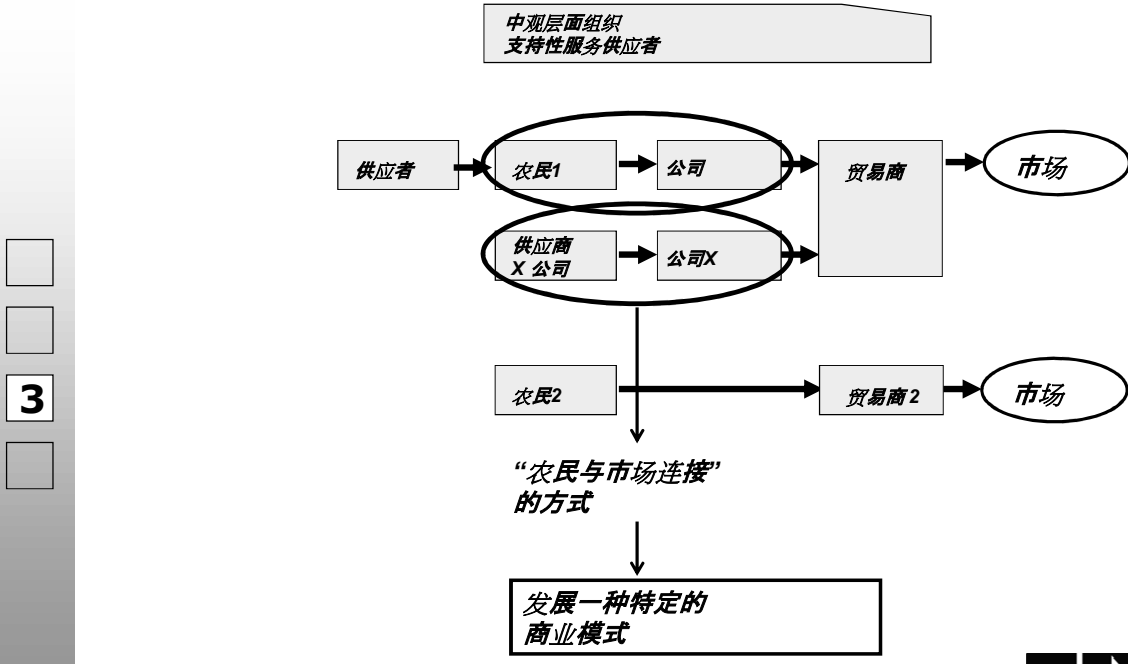 中观层面组织
支持性服务供应者
供应者
农民1
公司
贸易商
市场
供应商
X 公司
公司X
3
农民2
贸易商 2
市场
“农民与市场连接”
的方式
发展一种特定的
商业模式